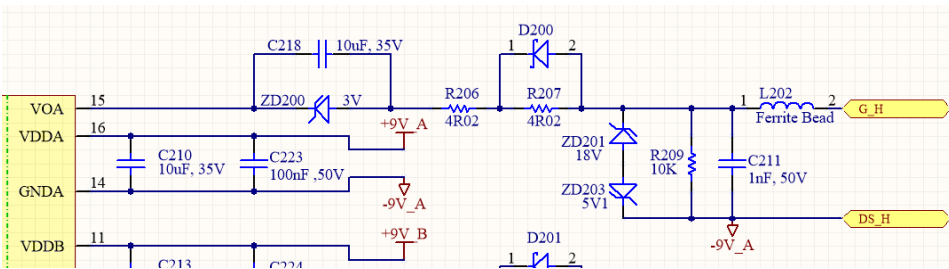 D200
C218
10uF, 35V
1
2
VOA
15
ZD200
3V
R206
4R02
R207
4R02
1
L202
2
Ferrite Bead
G_H
VDDA
16
+9V_A
C210
10uF, 35V
C223
100nF ,50V
ZD201
18V
R209
10K
C211
1nF, 50V
GNDA
14
-9V_A
ZD203
5V1
DS_H
-9V_A
VDDB
11
+9V_B
D201
1
2
C213
C224